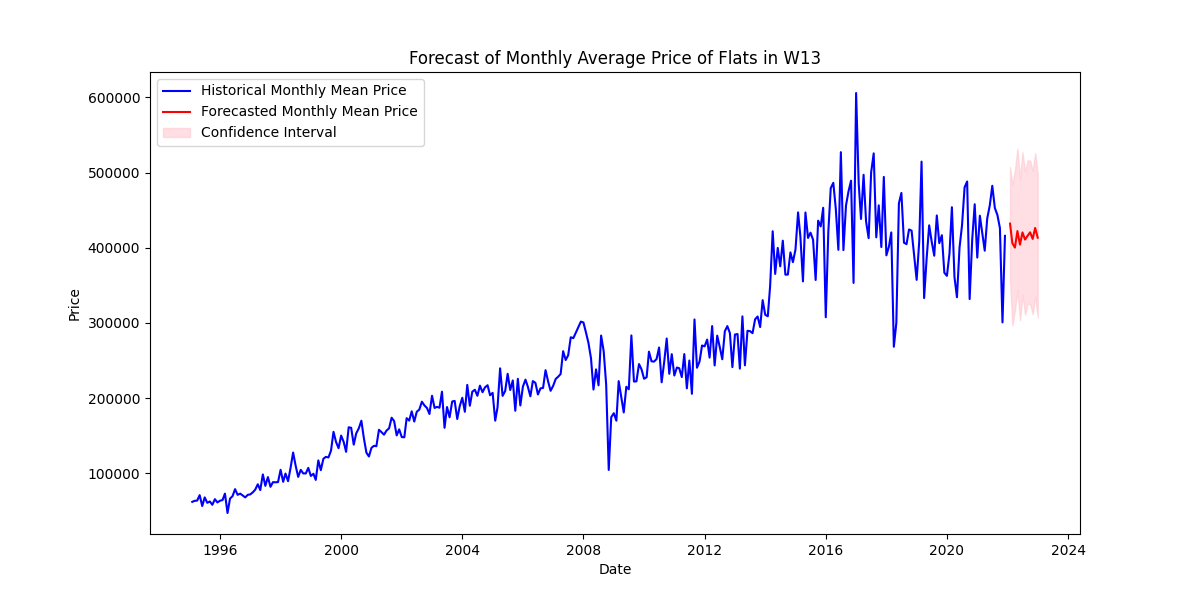 Forecast of Monthly Average Price of Flats in W13
Historical Monthly Mean Price
Forecasted Monthly Mean Price
Confidence Interval
600000
500000
400000
300000
200000
100000
Price
1996 2000 2004 2008 2012 2016 2020 2024
Date